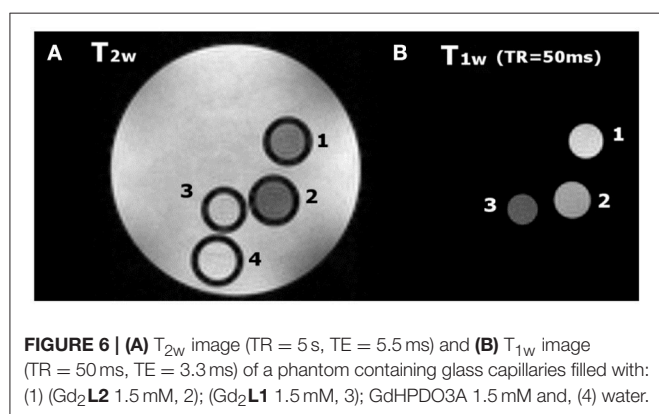 A T2w
B T1w (TR=50ms)
1
2
3
4
1
2
3
FIGURE 6 | (A) T2w image (TR = 5 s, TE = 5.5 ms) and (B) T1w image
(TR = 50 ms, TE = 3.3 ms) of a phantom containing glass capillaries filled with:
(1) (Gd2L2 1.5 mM, 2); (Gd2L1 1.5 mM, 3); GdHPDO3A 1.5 mM and, (4) water.